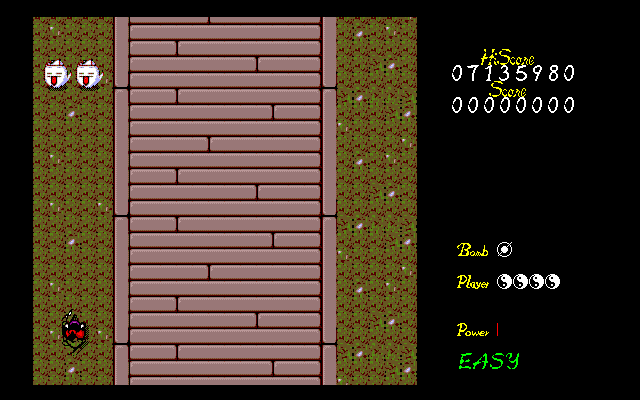 HiScore
07135980
Score
00000000
Bomb
Player
Power
EASY